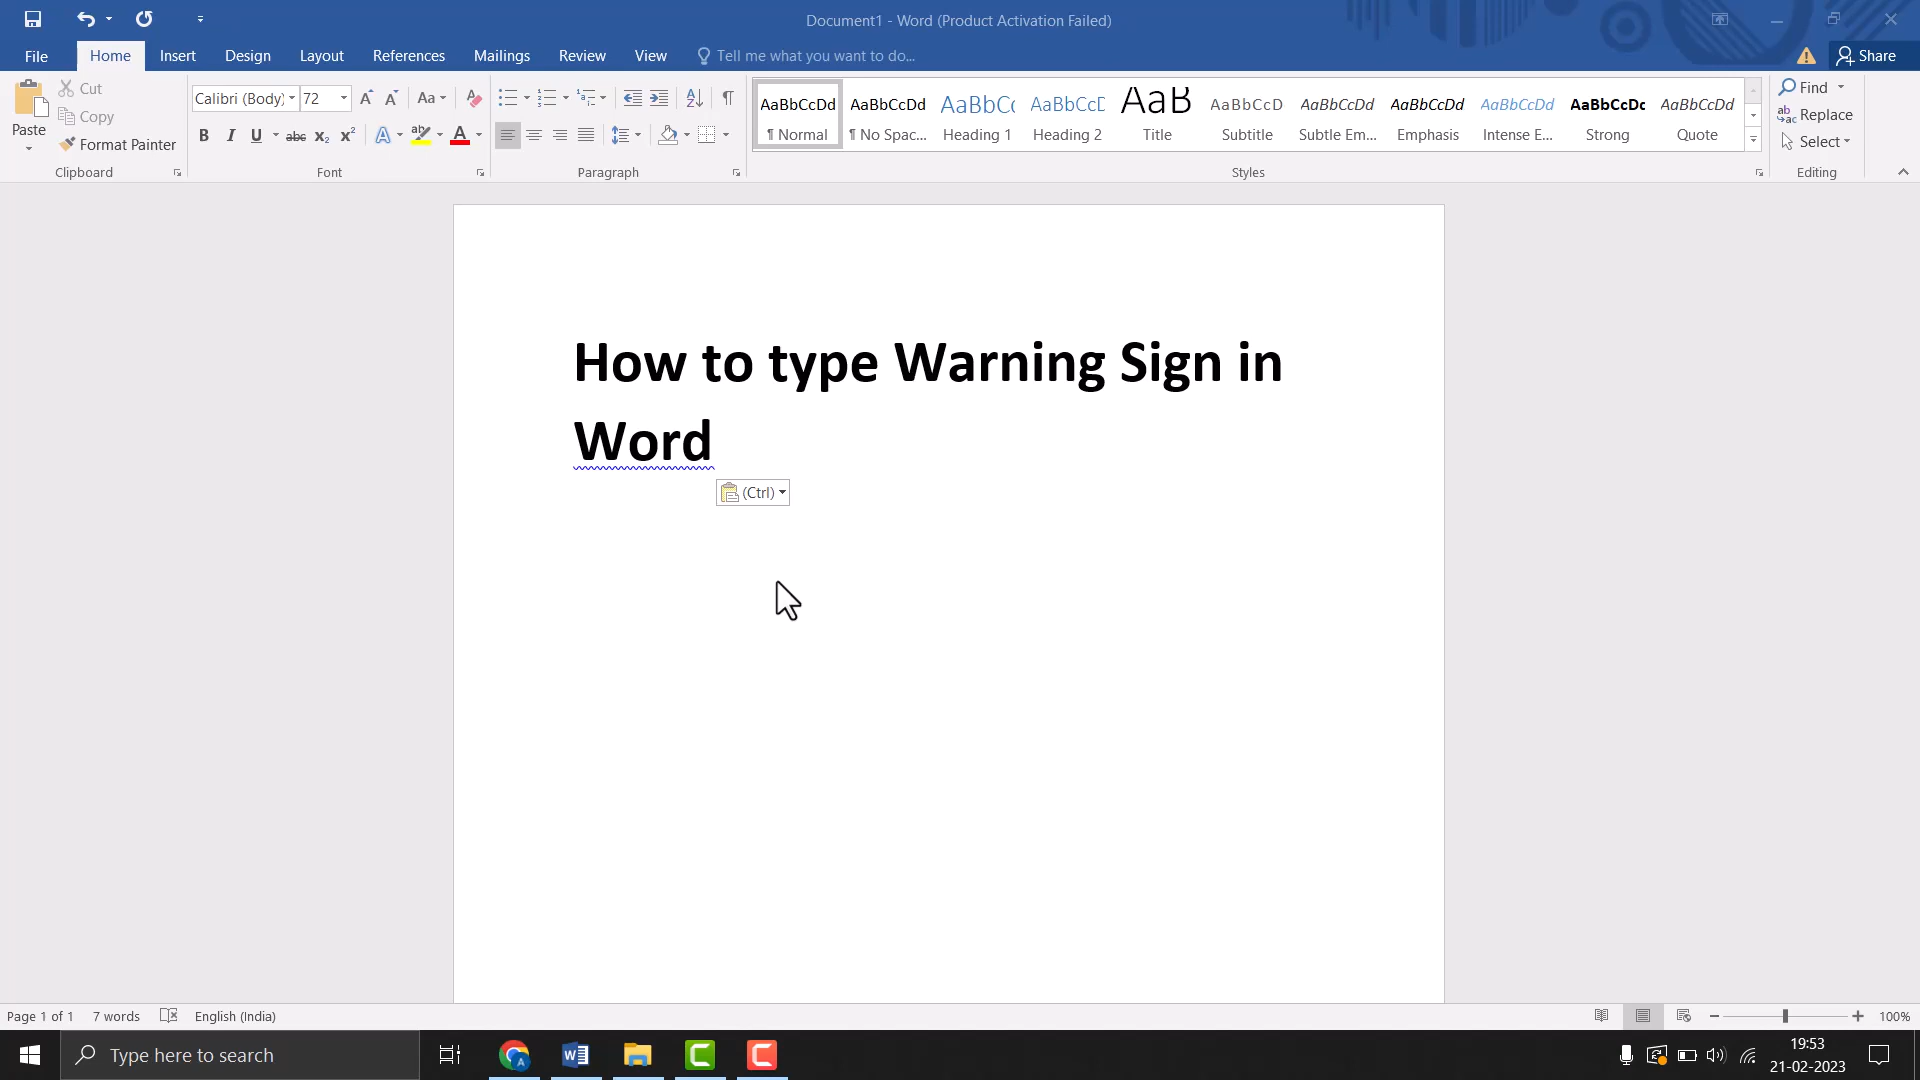 Document1 - Word (Product Activation Failed)
File Home Insert Design Layout References Mailings Review View Tell me what you want to do... Share
Paste
Cut
Copy
Format Painter
Clipboard
Calibri (Body) 72
Font
Paragraph
AaBbCcDd AaBbCcDd AaBbCc AaBbCcD AaB AaBbCcD AaBbCcDd AaBbCcDd AaBbCcDd AaBbCcDc AaBbCcDd
¶ Normal ¶ No Spac... Heading 1 Heading 2 Title Subtitle Subtle Em... Emphasis Intense E... Strong Quote
Styles
Find
Replace
Select
Editing
How to type Warning Sign in
Word
(Ctrl)
Page 1 of 1 7 words English (India) 100%
Type here to search
19:53
21-02-2023